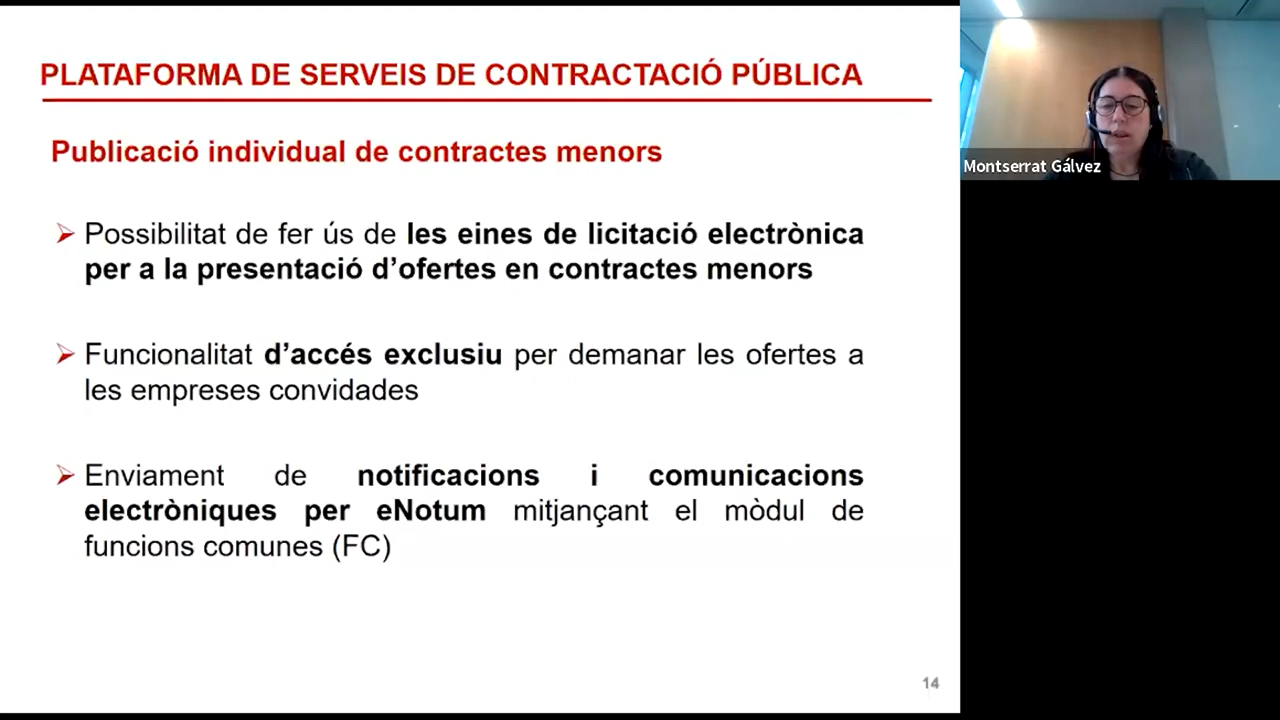 PLATAFORMA DE SERVEIS DE CONTRACTACIÓ PÚBLICA
Publicació individual de contractes menors
Possibilitat de fer ús de les eines de licitació electrònica
per a la presentació d’ofertes en contractes menors
Funcionalitat d’accés exclusiu per demanar les ofertes a
les empreses convidades
Enviament de notificacions i comunicacions
electròniques per eNotum mitjançant el mòdul de
funcions comunes (FC)
14
Montserrat Gálvez